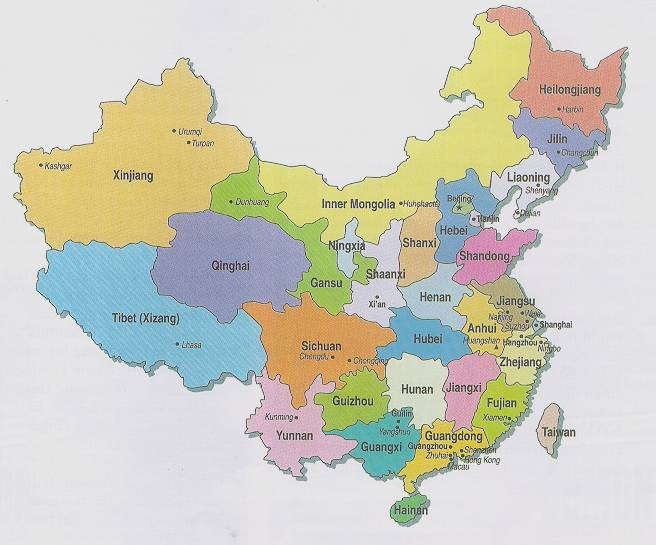 Heilongjiang
Harbin
Jilin
Changchun
Urumqi
Turpan
Kashgar
Xinjiang
Liaoning
Shenyang
Dunhuang
Inner Mongolia
Huhehaote
Beijing
Dalian
Tianjin
Hebei
Ningxia
Shanxi
Shandong
Qinghai
Gansu
Shaanxi
Xi'an
Henan
Jiangsu
Tibet (Xizang)
Nanjing
Wuxi
Suzhou
Shanghai
Anhui
Huangshan
Hangzhou
Ningbo
Lhasa
Sichuan
Chengdu
Chongqing
Hubei
Zhejiang
Hunan
Jiangxi
Guizhou
Fujian
Xiamen
Kunming
Yunnan
Guilin
Yangshuo
Guangxi
Guangdong
Guangzhou
Shenzhen
Zhuhai
Hong Kong
Macau
Taiwan
Hainan